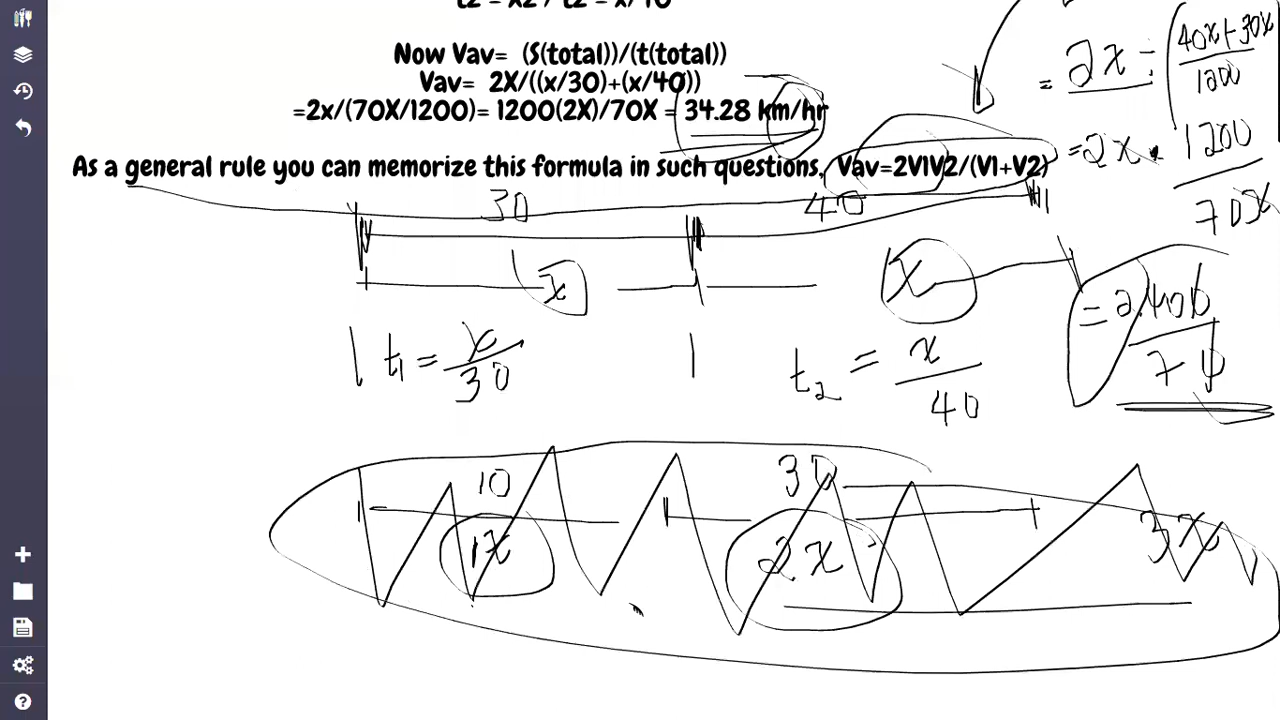 Now Vav= (S(total))/(t(total))
Vav= 2X/((x/30)+(x/40))
=2x/(70X/1200)= 1200(2X)/70X = 34.28 km/hr
As a general rule you can memorize this formula in such questions, Vav=2V1V2/(V1+V2)
= 2x ÷ (40x+30x
1200
=2x . 1200
70x
30 40
x x
t1 = x/30
t2 = x/40
= 2400
70
10 30
1x 2x 3x